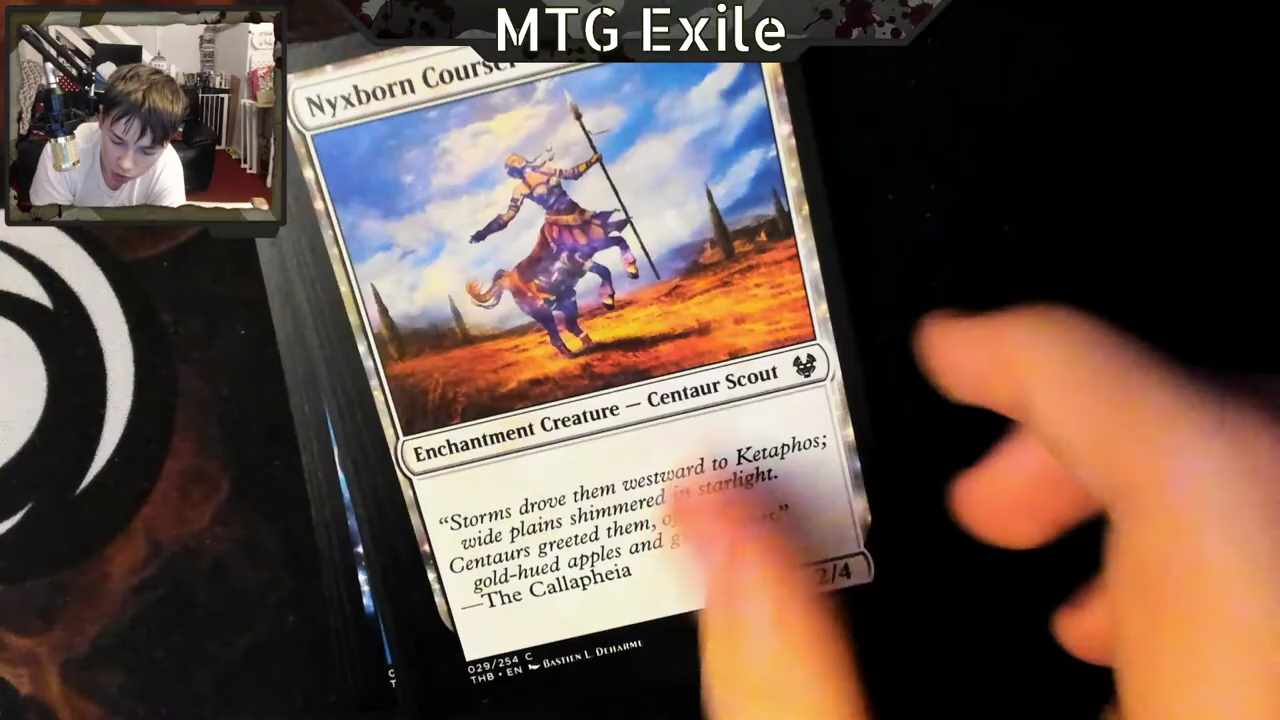 MTG Exile
Nyxborn
Enchantment Creature — Centaur Scout
“Storms drove them westward to Ketaphos;
wide plains shimmered in starlight.
Centaurs greeted them,
gold-hued apples and
—The Callapheia
2/4
029/254 C
THB • EN Bastien L. Deharme